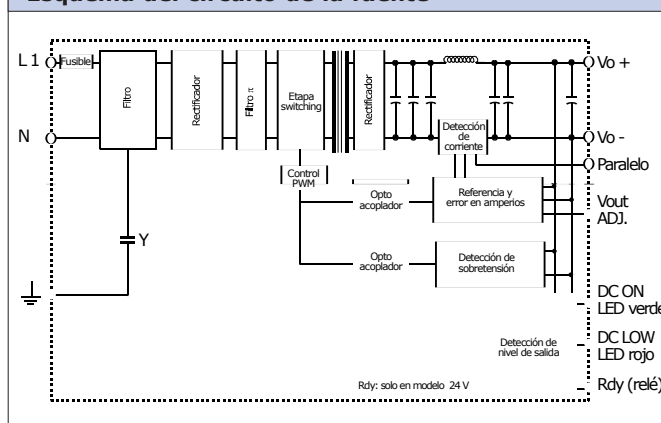 Esquema del circuito de la fuente
L1
Fusible
Filtro
Rectificador
Filtro π
Etapa
switching
Rectificador
Vo +
N
Detección
de
corriente
Vo -
Paralelo
Control
PWM
Opto
acoplador
Referencia y
error en amperios
Vout
ADJ.
Y
Opto
acoplador
Detección de
sobretensión
DC ON
LED verde
Detección de
nivel de salida
DC LOW
LED rojo
Rdy: solo en modelo 24 V
Rdy (relé)